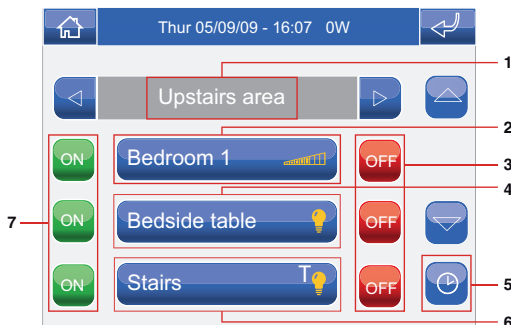 Thur 05/09/09 - 16:07 0W
1
Upstairs area
2
ON Bedroom 1 OFF
3
4
7
ON Bedside table OFF
5
ON Stairs T OFF
6